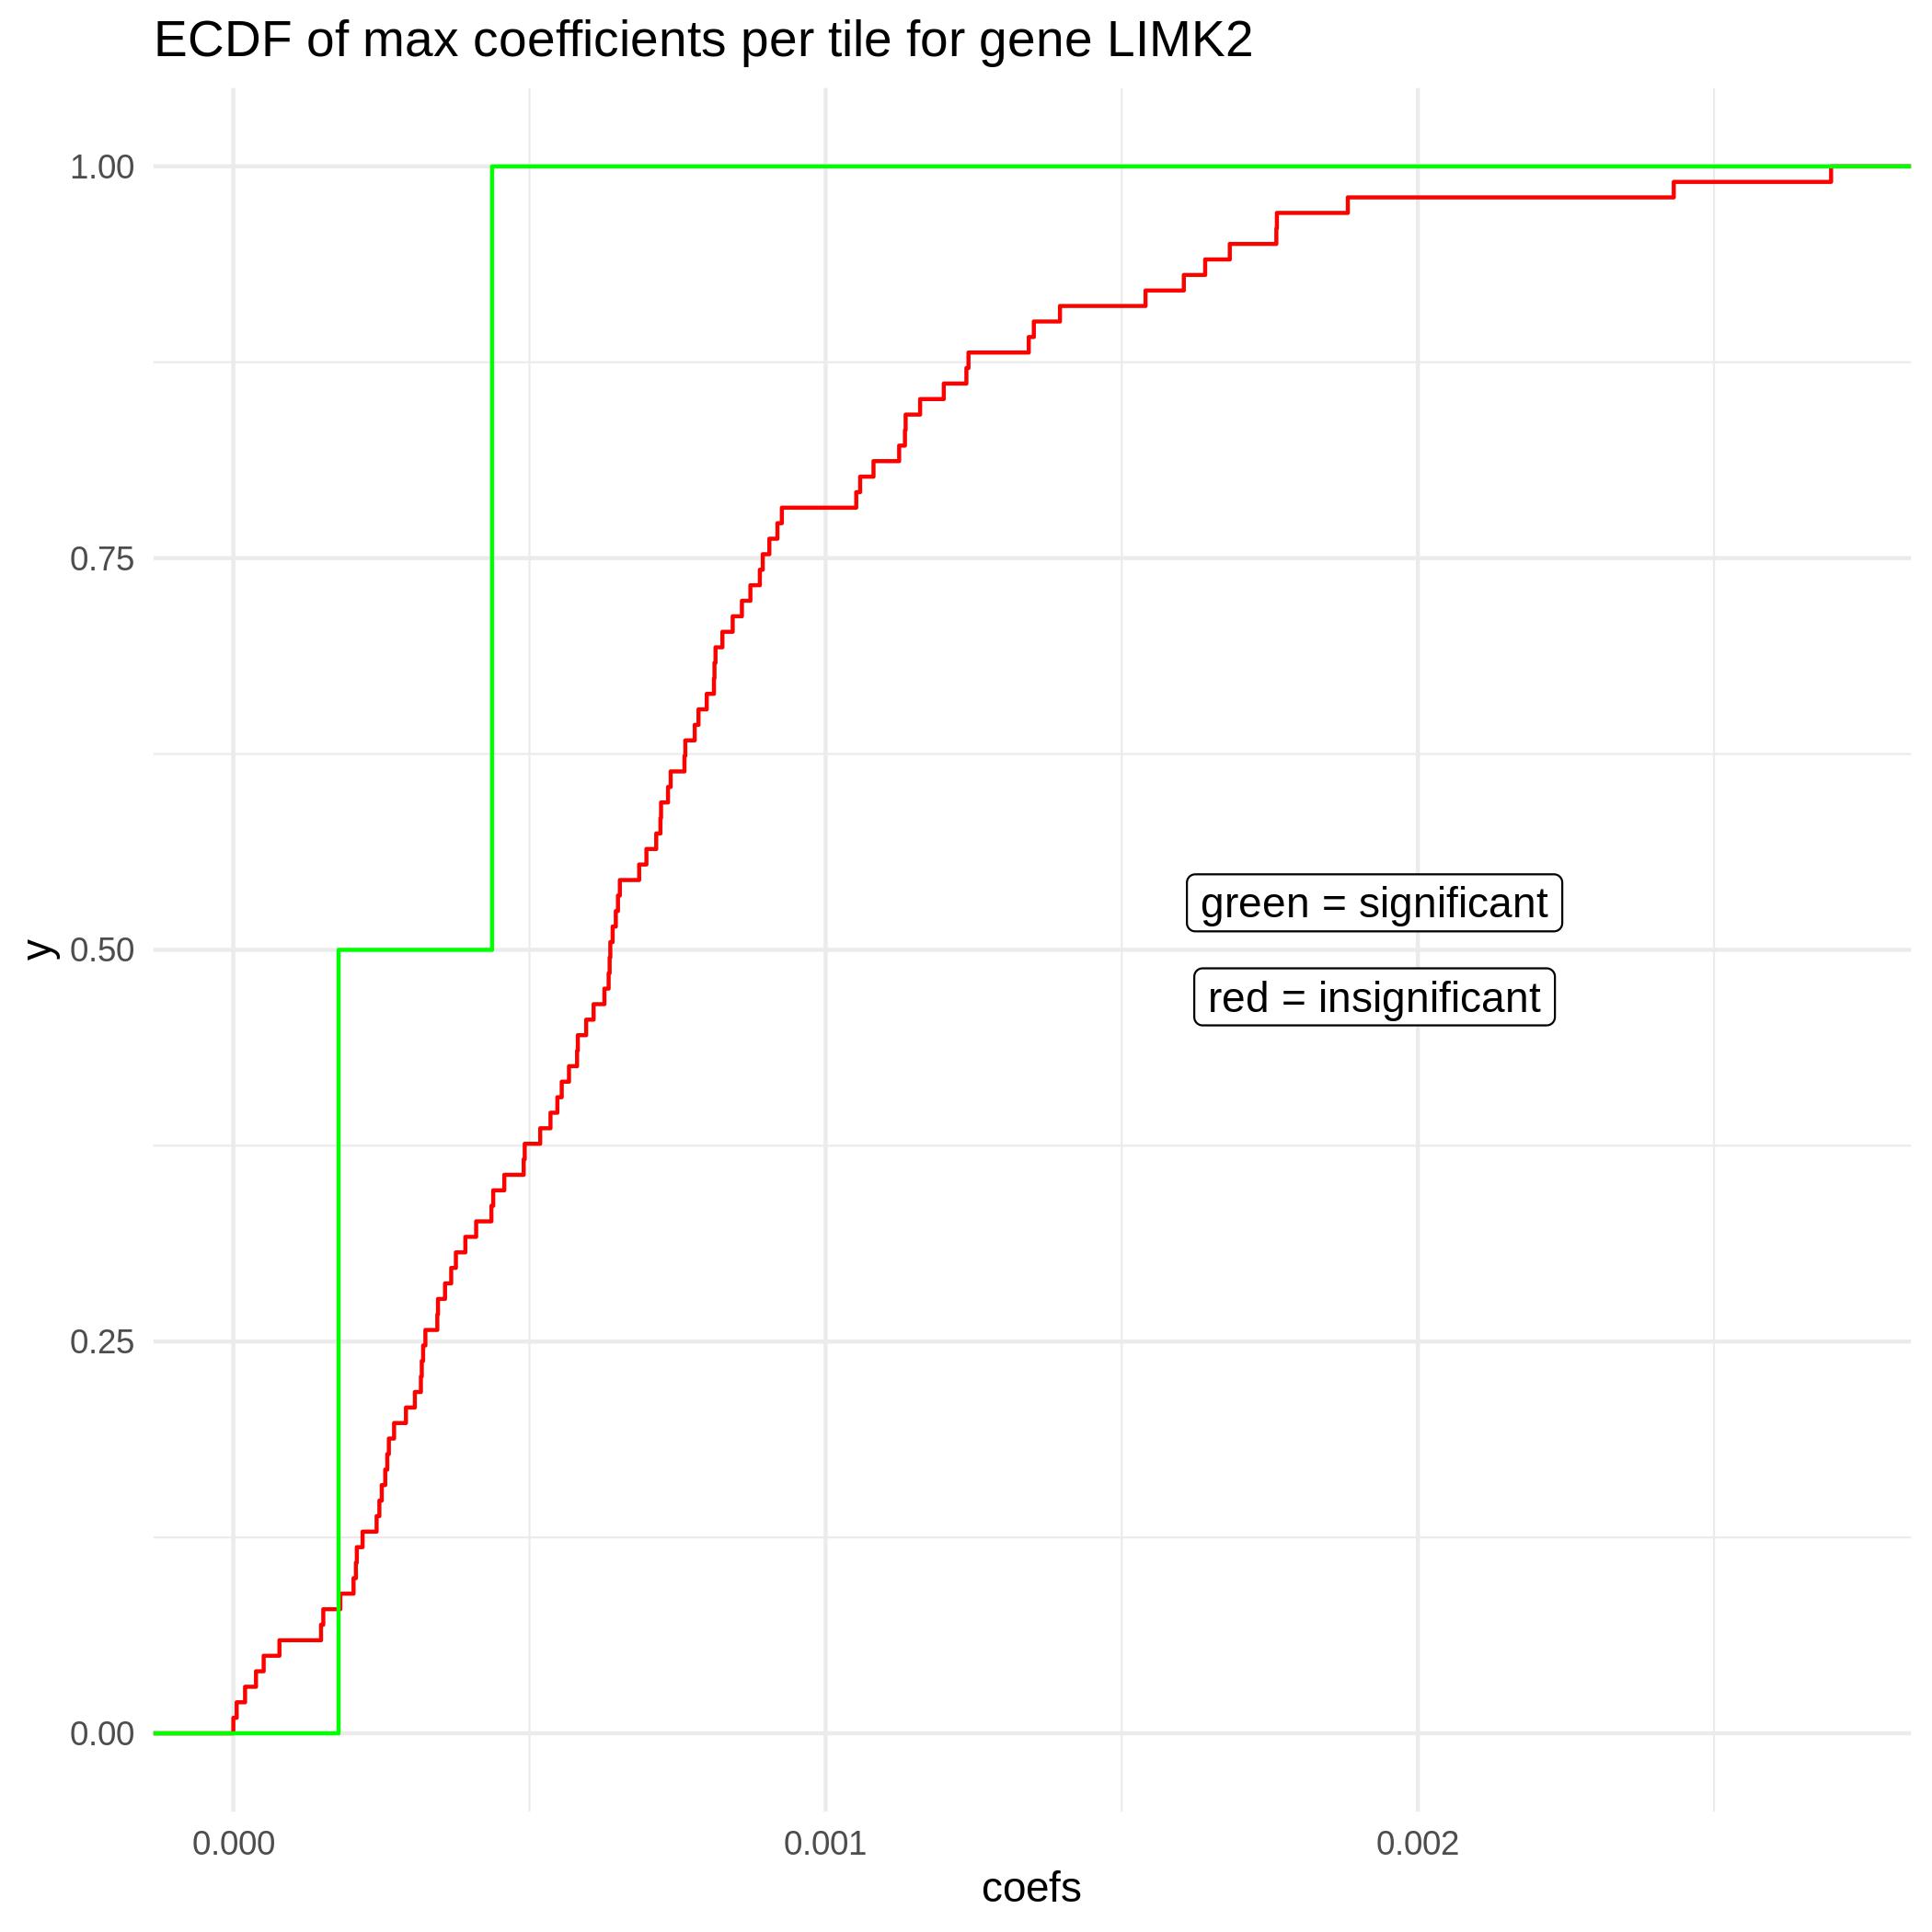 ECDF of max coefficients per tile for gene LIMK2
1.00
0.75
0.50
0.25
0.00
y
green = significant
red = insignificant
0.000 0.001 0.002
coefs